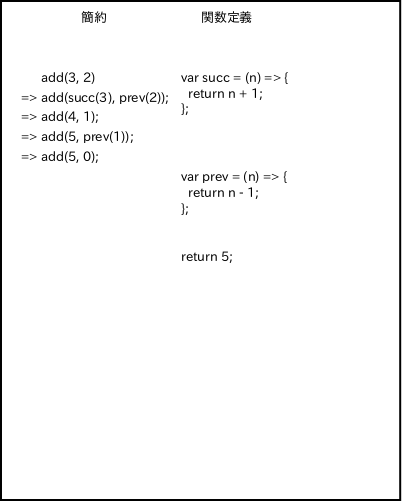 簡約
関数定義
add(3, 2)
=> add(succ(3), prev(2));
=> add(4, 1);
=> add(5, prev(1));
=> add(5, 0);
var succ = (n) => {
return n + 1;
};
var prev = (n) => {
return n - 1;
};
return 5;